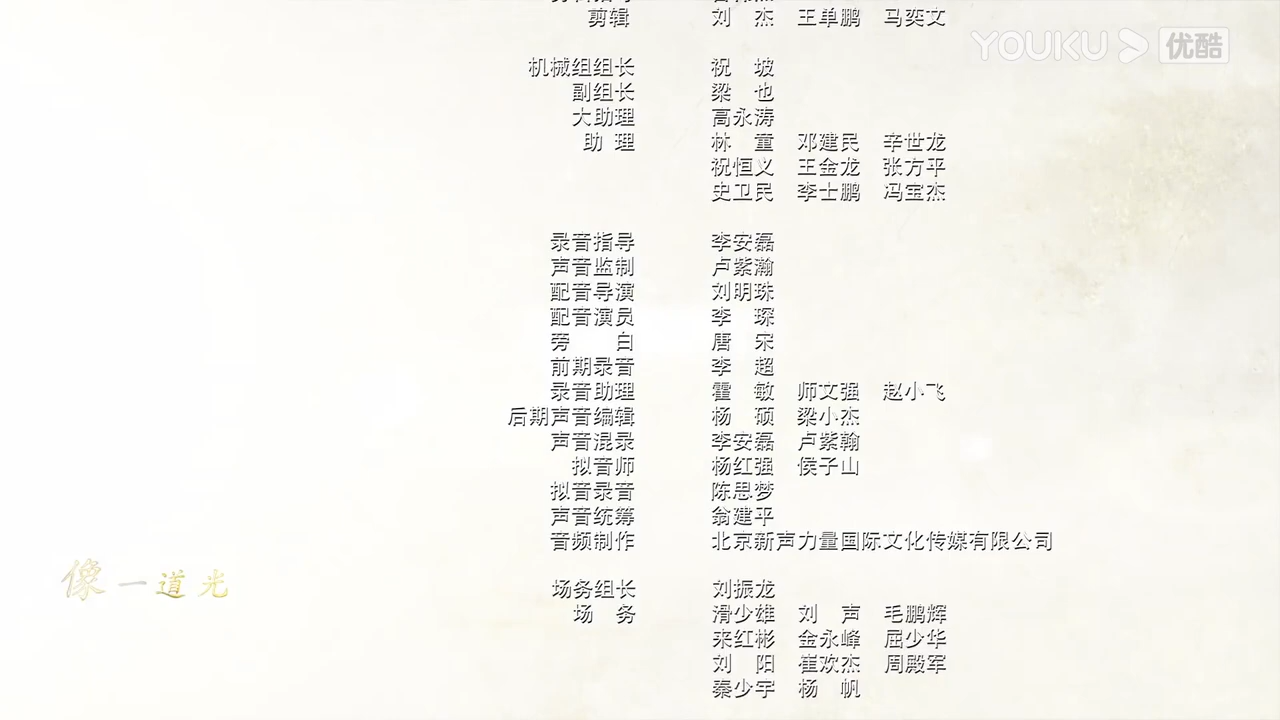 剪辑 刘 杰 王单鹏 马奕文
YOUKU 优酷
机械组组长 祝 坡
副组长 梁 也
大助理 高永涛
助 理 林 童 邓建民 辛世龙
祝恒义 王金龙 张方平
史卫民 李士鹏 冯宝杰
录音指导 李安磊
声音监制 卢紫瀚
配音导演 刘明珠
配音演员 李 琛
旁 白 唐 宋
前期录音 李 超
录音助理 霍 敏 师文强 赵小飞
后期声音编辑 杨 硕 梁小杰
声音混录 李安磊 卢紫翰
拟音师 杨红强 侯子山
拟音录音 陈思梦
声音统筹 翁建平
音频制作 北京新声力量国际文化传媒有限公司
像一道光
场务组长 刘振龙
场 务 滑少雄 刘 声 毛鹏辉
来红彬 金永峰 屈少华
刘 阳 崔欢杰 周殿军
秦少宇 杨 帆